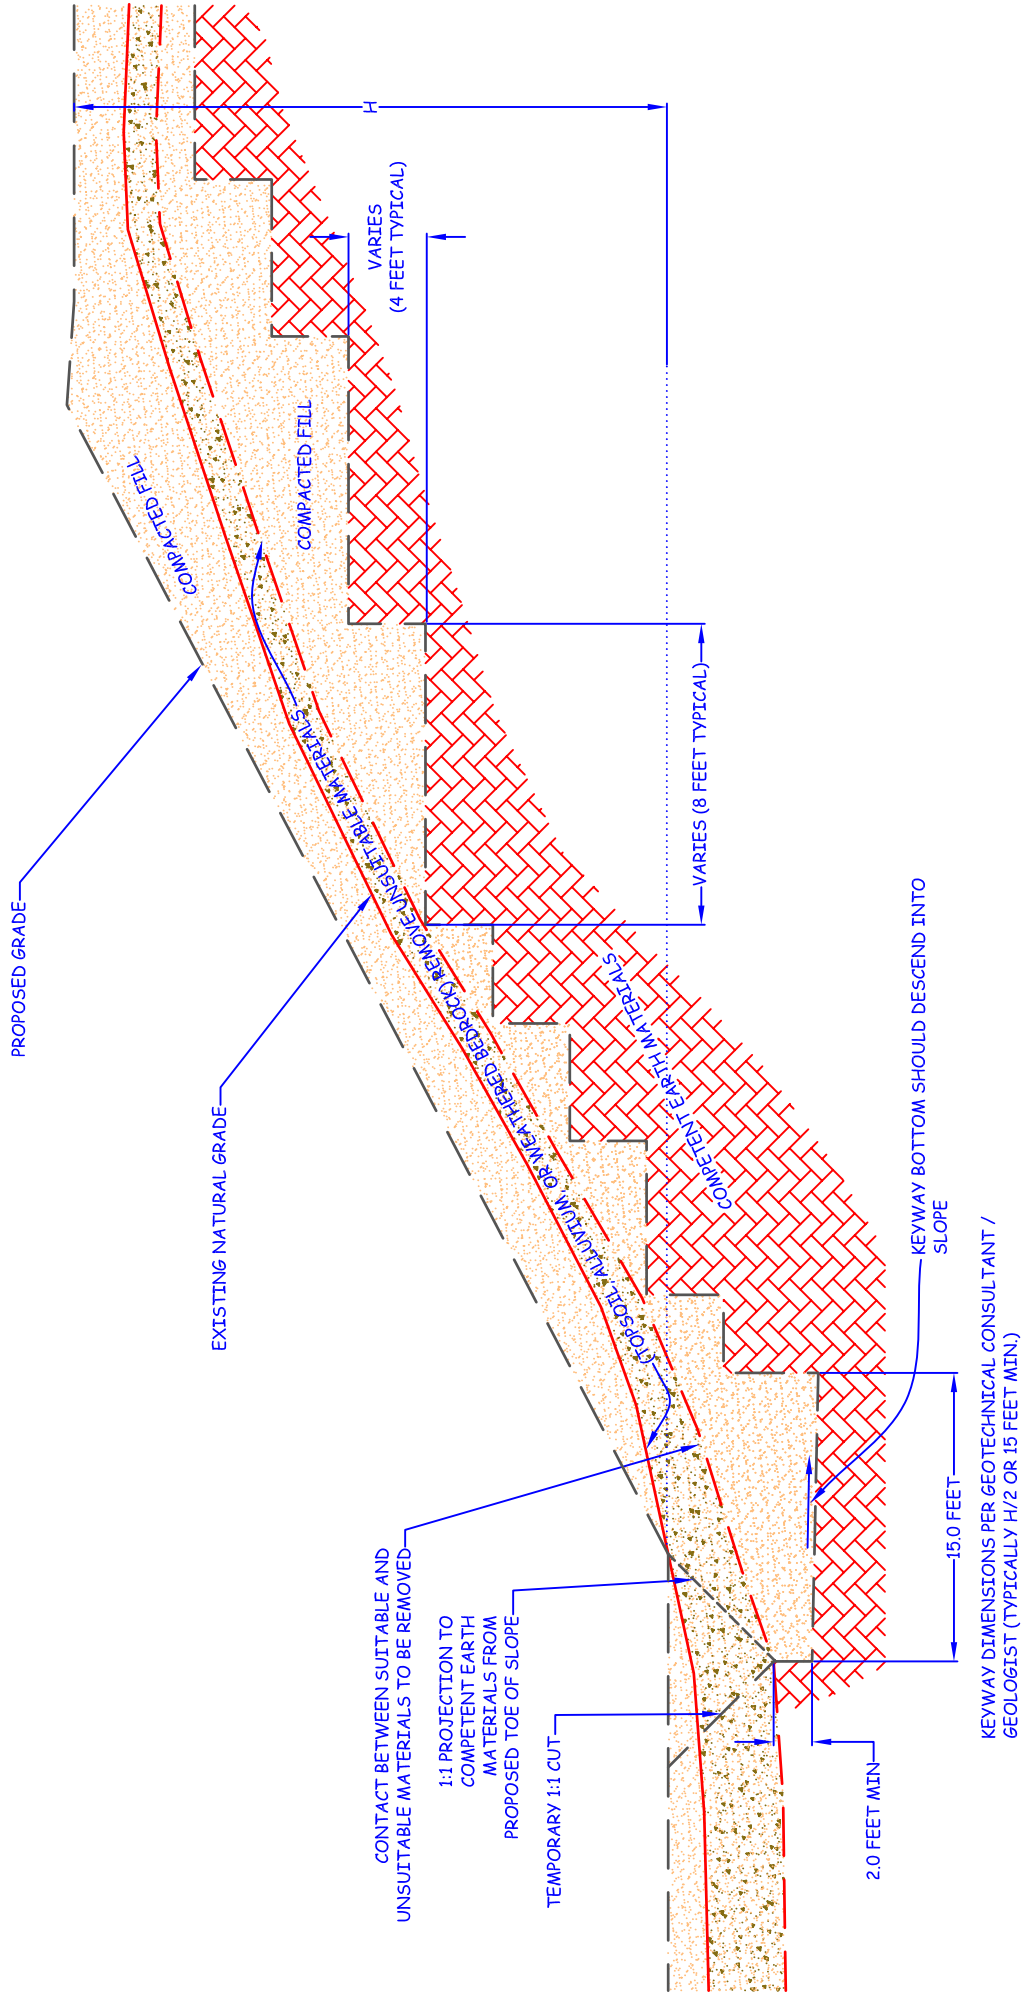 PROPOSED GRADE
EXISTING NATURAL GRADE
COMPACTED FILL
COMPACTED FILL
H
VARIES
(4 FEET TYPICAL)
REMOVE UNSUITABLE MATERIALS
(TOPSOIL, ALLUVIUM, OR WEATHERED BEDROCK)
VARIES (8 FEET TYPICAL)
COMPETENT EARTH MATERIALS
CONTACT BETWEEN SUITABLE AND
UNSUITABLE MATERIALS TO BE REMOVED
1:1 PROJECTION TO
COMPETENT EARTH
MATERIALS FROM
PROPOSED TOE OF SLOPE
TEMPORARY 1:1 CUT
2.0 FEET MIN
15.0 FEET
KEYWAY BOTTOM SHOULD DESCEND INTO
SLOPE
KEYWAY DIMENSIONS PER GEOTECHNICAL CONSULTANT /
GEOLOGIST (TYPICALLY H/2 OR 15 FEET MIN.)